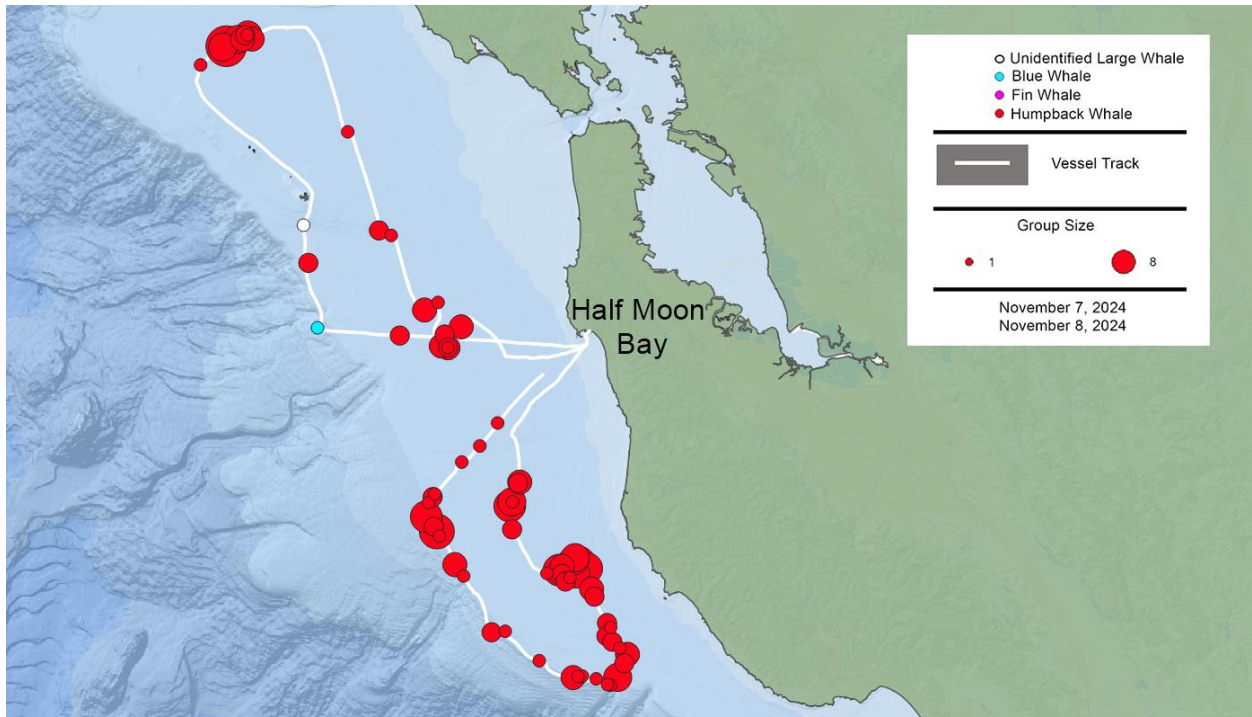 Half Moon
Bay
Unidentified Large Whale
Blue Whale
Fin Whale
Humpback Whale
Vessel Track
Group Size
1 8
November 7, 2024
November 8, 2024